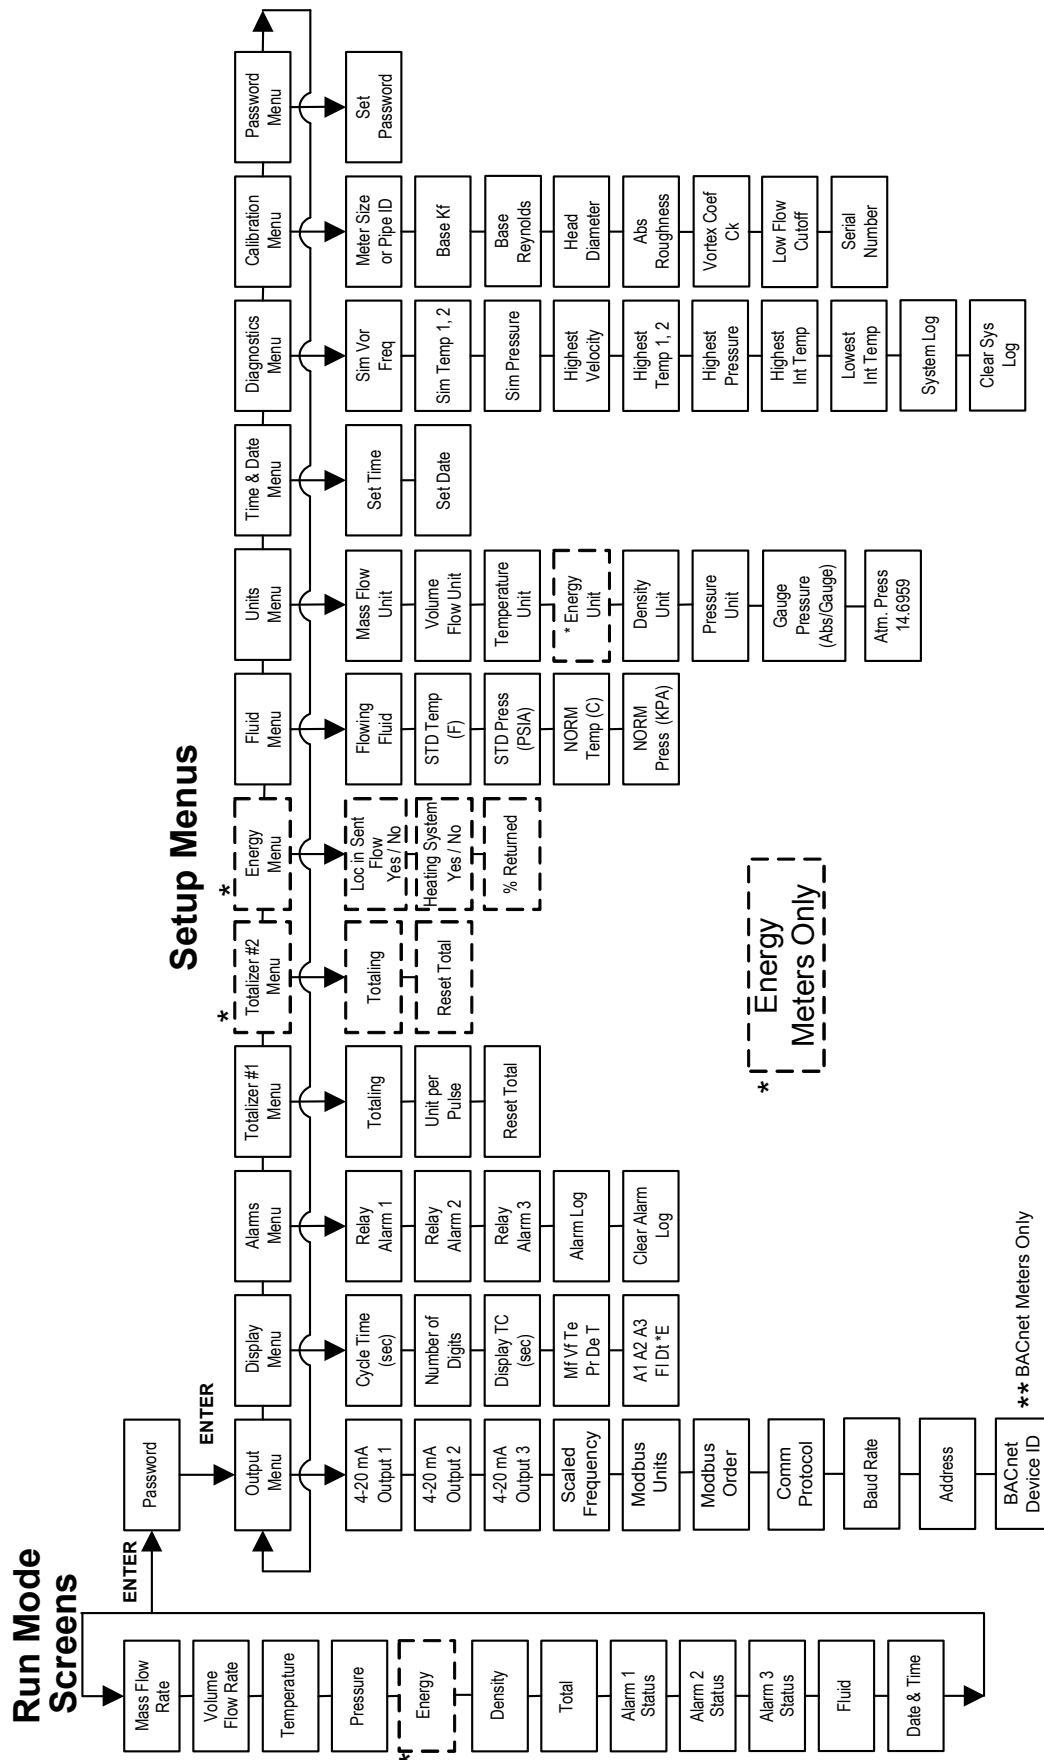 Run Mode
Screens
Mass Flow
Rate
Volume
Flow Rate
Temperature
Pressure
*
Energy
Density
Total
Alarm 1
Status
Alarm 2
Status
Alarm 3
Status
Fluid
Date & Time
ENTER
Password
ENTER
Setup Menus
Output
Menu
4-20 mA
Output 1
4-20 mA
Output 2
4-20 mA
Output 3
Scaled
Frequency
Modbus
Units
Modbus
Order
Comm
Protocol
Baud Rate
Address
BACnet
Device ID
** BACnet Meters Only
Display
Menu
Cycle Time
(sec)
Number of
Digits
Display TC
(sec)
Mf Vf Te
Pr De T
A1 A2 A3
Fl Dt *E
Alarms
Menu
Relay
Alarm 1
Relay
Alarm 2
Relay
Alarm 3
Alarm Log
Clear Alarm
Log
Totalizer #1
Menu
Totaling
Unit per
Pulse
Reset Total
*
Totalizer #2
Menu
Totaling
Reset Total
*
Energy
Menu
Loc in Sent
Flow
Yes / No
Heating System
Yes / No
% Returned
* Energy
Meters Only
Fluid
Menu
Flowing
Fluid
STD Temp
(F)
STD Press
(PSIA)
NORM
Temp (C)
NORM
Press (KPA)
Units
Menu
Mass Flow
Unit
Volume
Flow Unit
Temperature
Unit
* Energy
Unit
Density
Unit
Pressure
Unit
Gauge
Pressure
(Abs/Gauge)
Atm. Press
14.6959
Time & Date
Menu
Set Time
Set Date
Diagnostics
Menu
Sim Vor
Freq
Sim Temp 1, 2
Sim Pressure
Highest
Velocity
Highest
Temp 1, 2
Highest
Pressure
Highest
Int Temp
Lowest
Int Temp
System Log
Clear Sys
Log
Calibration
Menu
Meter Size
or Pipe ID
Base Kf
Base
Reynolds
Head
Diameter
Abs
Roughness
Vortex Coef
Ck
Low Flow
Cutoff
Serial
Number
Password
Menu
Set
Password